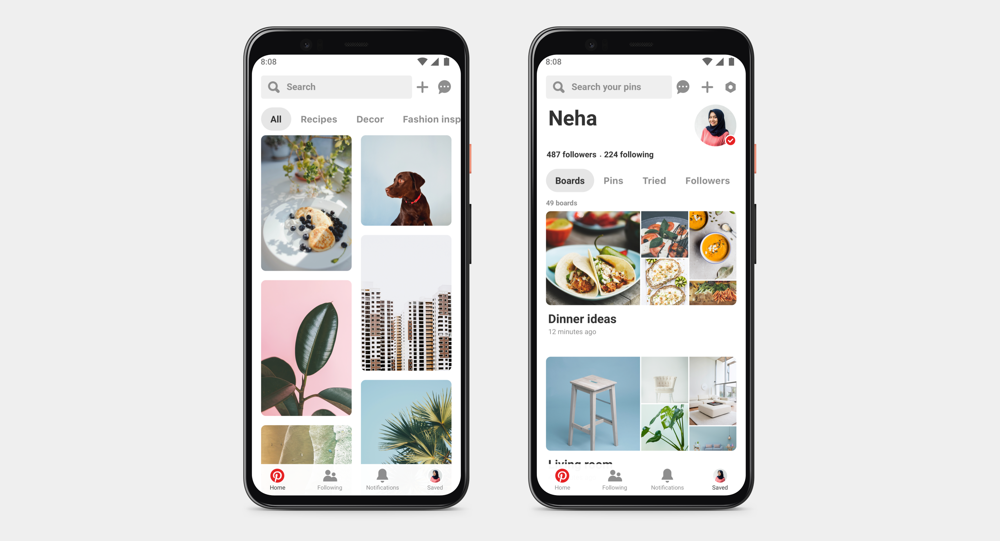 8:08
Search
All Recipes Decor Fashion insp
Home Following Notifications Saved
8:08
Search your pins
Neha
487 followers . 224 following
Boards Pins Tried Followers
49 boards
Dinner ideas
12 minutes ago
Living room
Home Following Notifications Saved